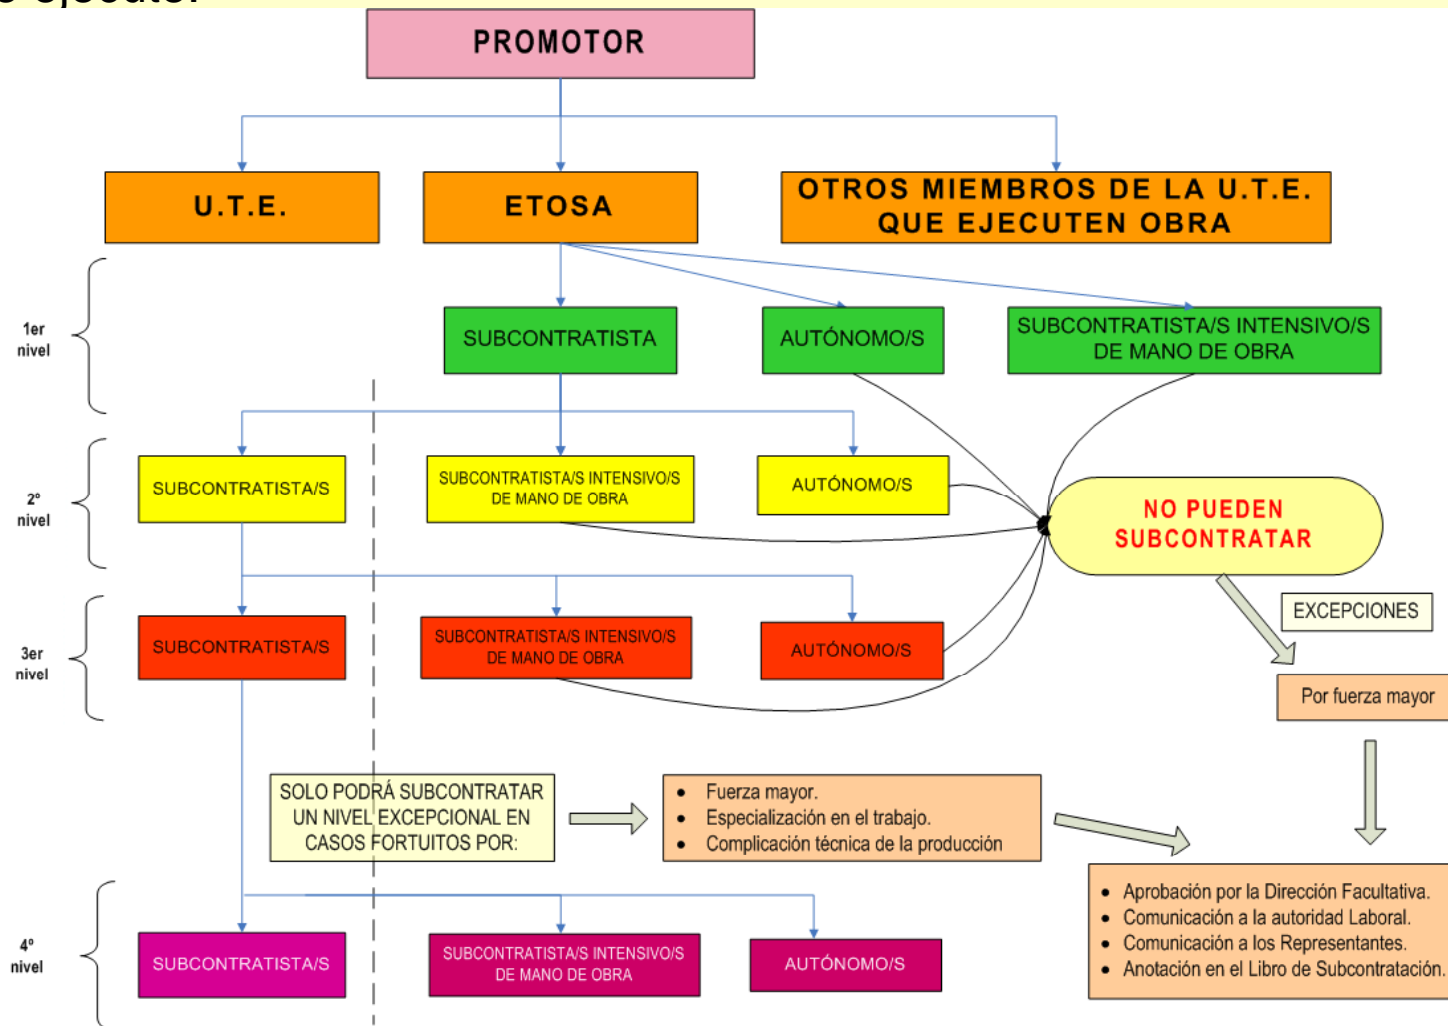 PROMOTOR
U.T.E.
ETOSA
OTROS MIEMBROS DE LA U.T.E.
QUE EJECUTEN OBRA
1er
nivel
SUBCONTRATISTA
AUTÓNOMO/S
SUBCONTRATISTA/S INTENSIVO/S
DE MANO DE OBRA
2º
nivel
SUBCONTRATISTA/S
SUBCONTRATISTA/S INTENSIVO/S
DE MANO DE OBRA
AUTÓNOMO/S
NO PUEDEN
SUBCONTRATAR
EXCEPCIONES
3er
nivel
SUBCONTRATISTA/S
SUBCONTRATISTA/S INTENSIVO/S
DE MANO DE OBRA
AUTÓNOMO/S
Por fuerza mayor
SOLO PODRÁ SUBCONTRATAR
UN NIVEL EXCEPCIONAL EN
CASOS FORTUITOS POR:
• Fuerza mayor.
• Especialización en el trabajo.
• Complicación técnica de la producción
• Aprobación por la Dirección Facultativa.
• Comunicación a la autoridad Laboral.
• Comunicación a los Representantes.
• Anotación en el Libro de Subcontratación.
4º
nivel
SUBCONTRATISTA/S
SUBCONTRATISTA/S INTENSIVO/S
DE MANO DE OBRA
AUTÓNOMO/S